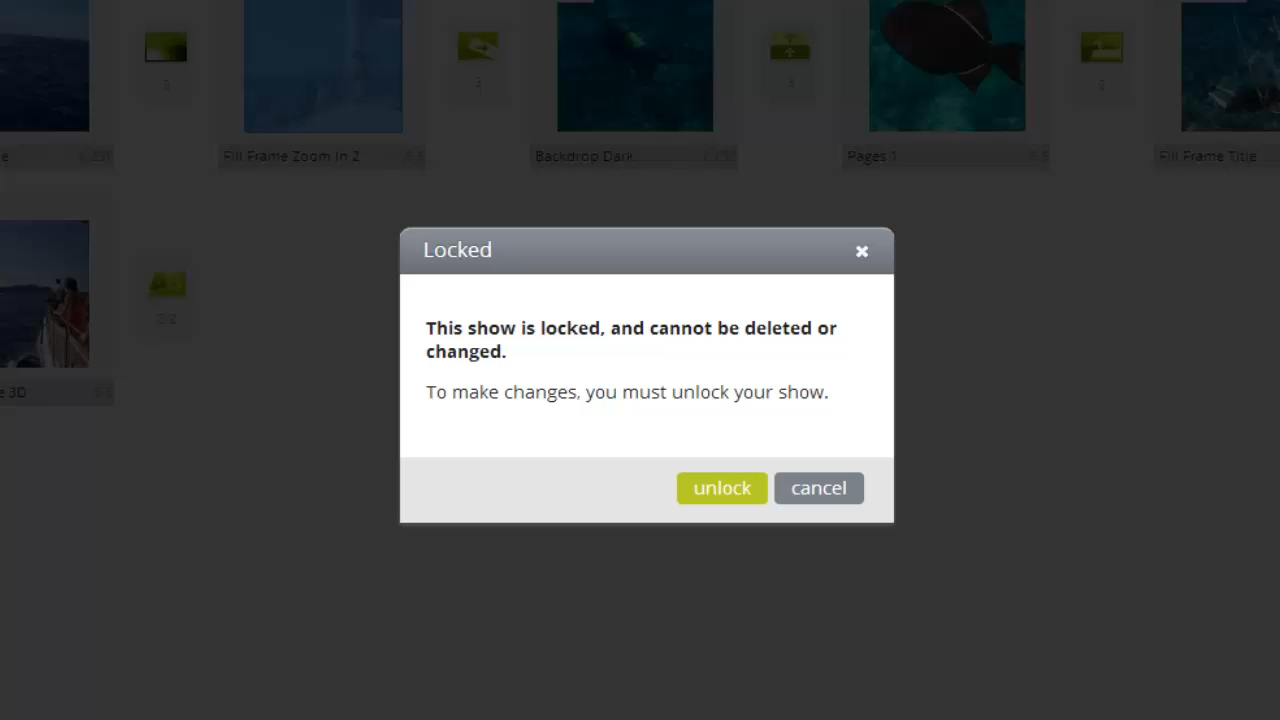 Fill Frame Zoom In 2
Backdrop Dark...
Pages 1
Fill Frame Title...
Locked
This show is locked, and cannot be deleted or
changed.
To make changes, you must unlock your show.
3D
unlock
cancel